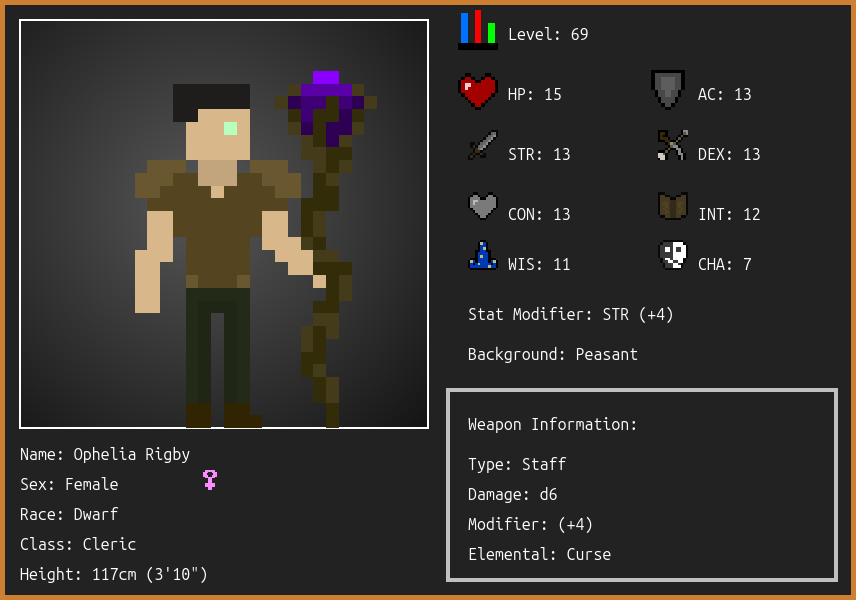 Level: 69
HP: 15
AC: 13
STR: 13
DEX: 13
CON: 13
INT: 12
WIS: 11
CHA: 7
Stat Modifier: STR (+4)
Background: Peasant
Weapon Information:
Type: Staff
Damage: d6
Modifier: (+4)
Elemental: Curse
Name: Ophelia Rigby
Sex: Female
Race: Dwarf
Class: Cleric
Height: 117cm (3'10")